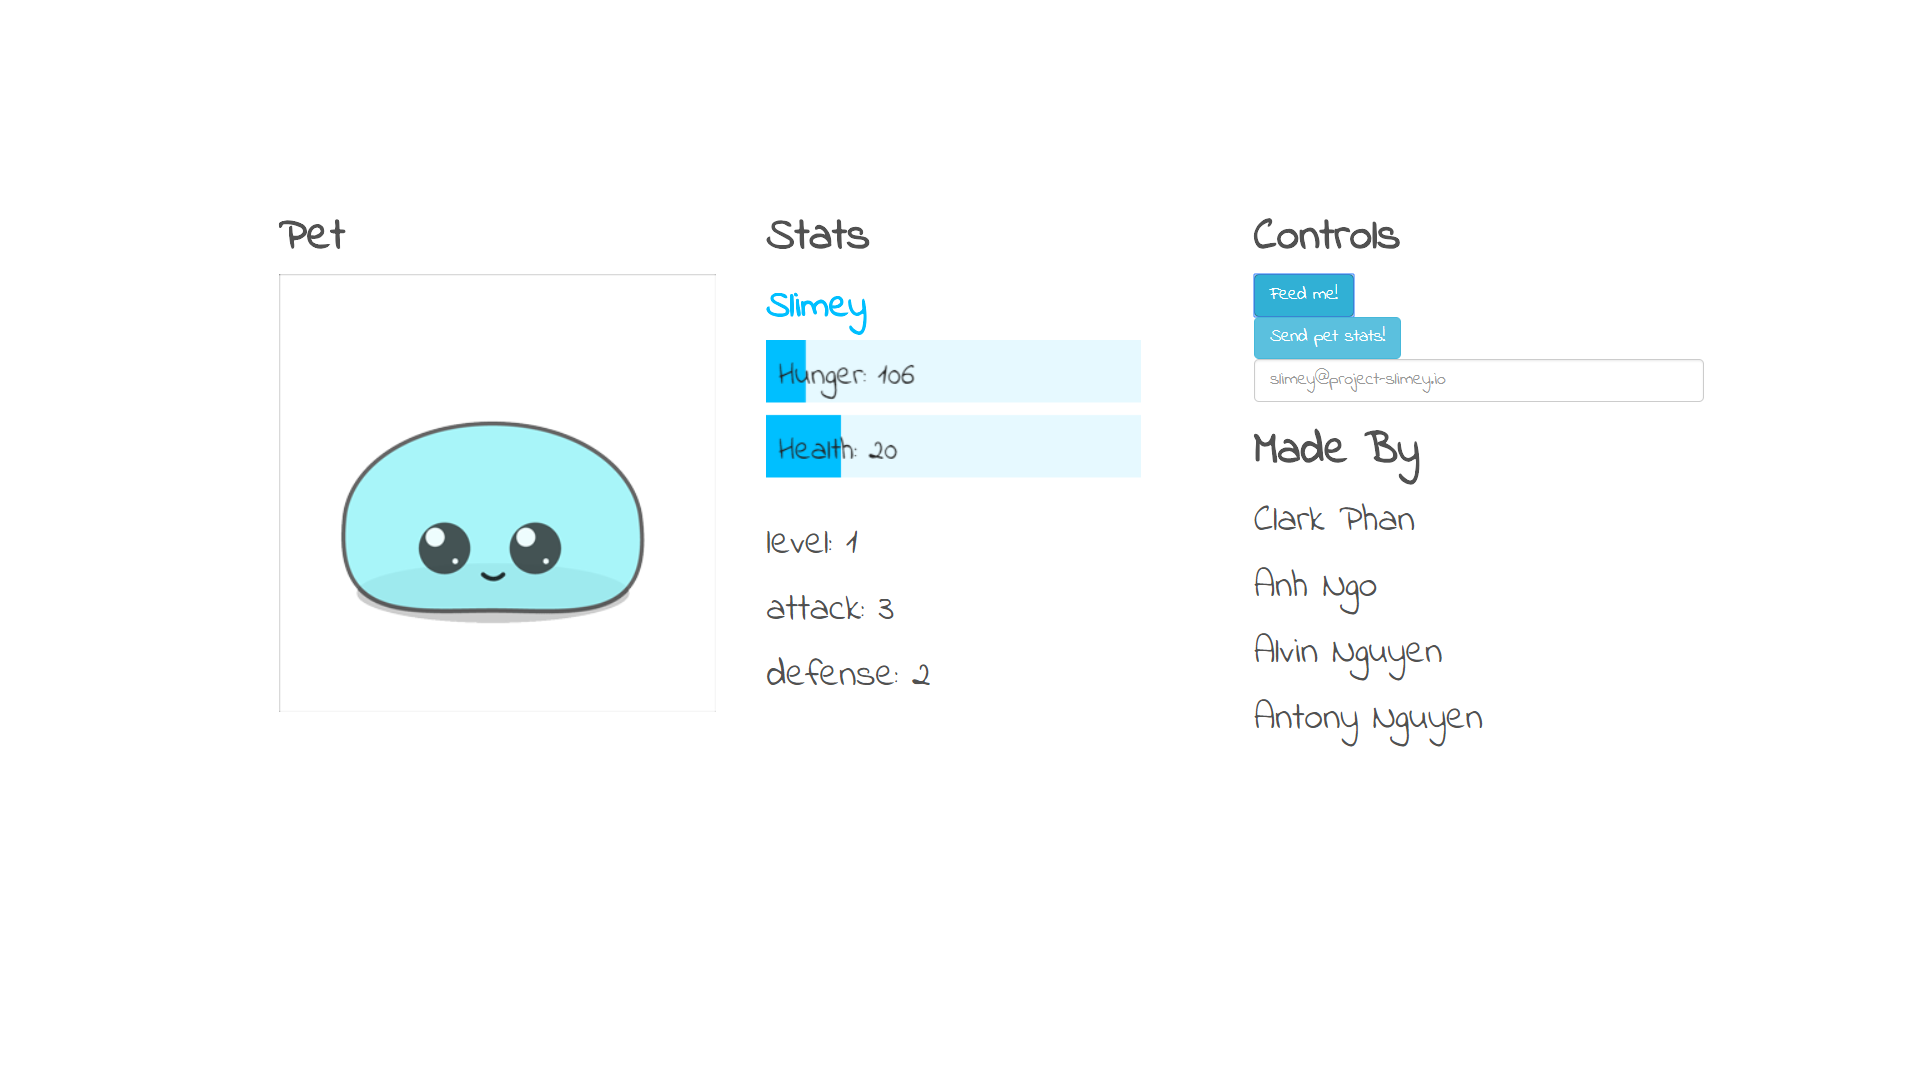 Pet
Stats
Slimey
Hunger: 106
Health: 20
level: 1
attack: 3
defense: 2
Controls
Feed me!
Send pet stats!
slimey@project-slimey.io
Made By
Clark Phan
Anh Ngo
Alvin Nguyen
Antony Nguyen